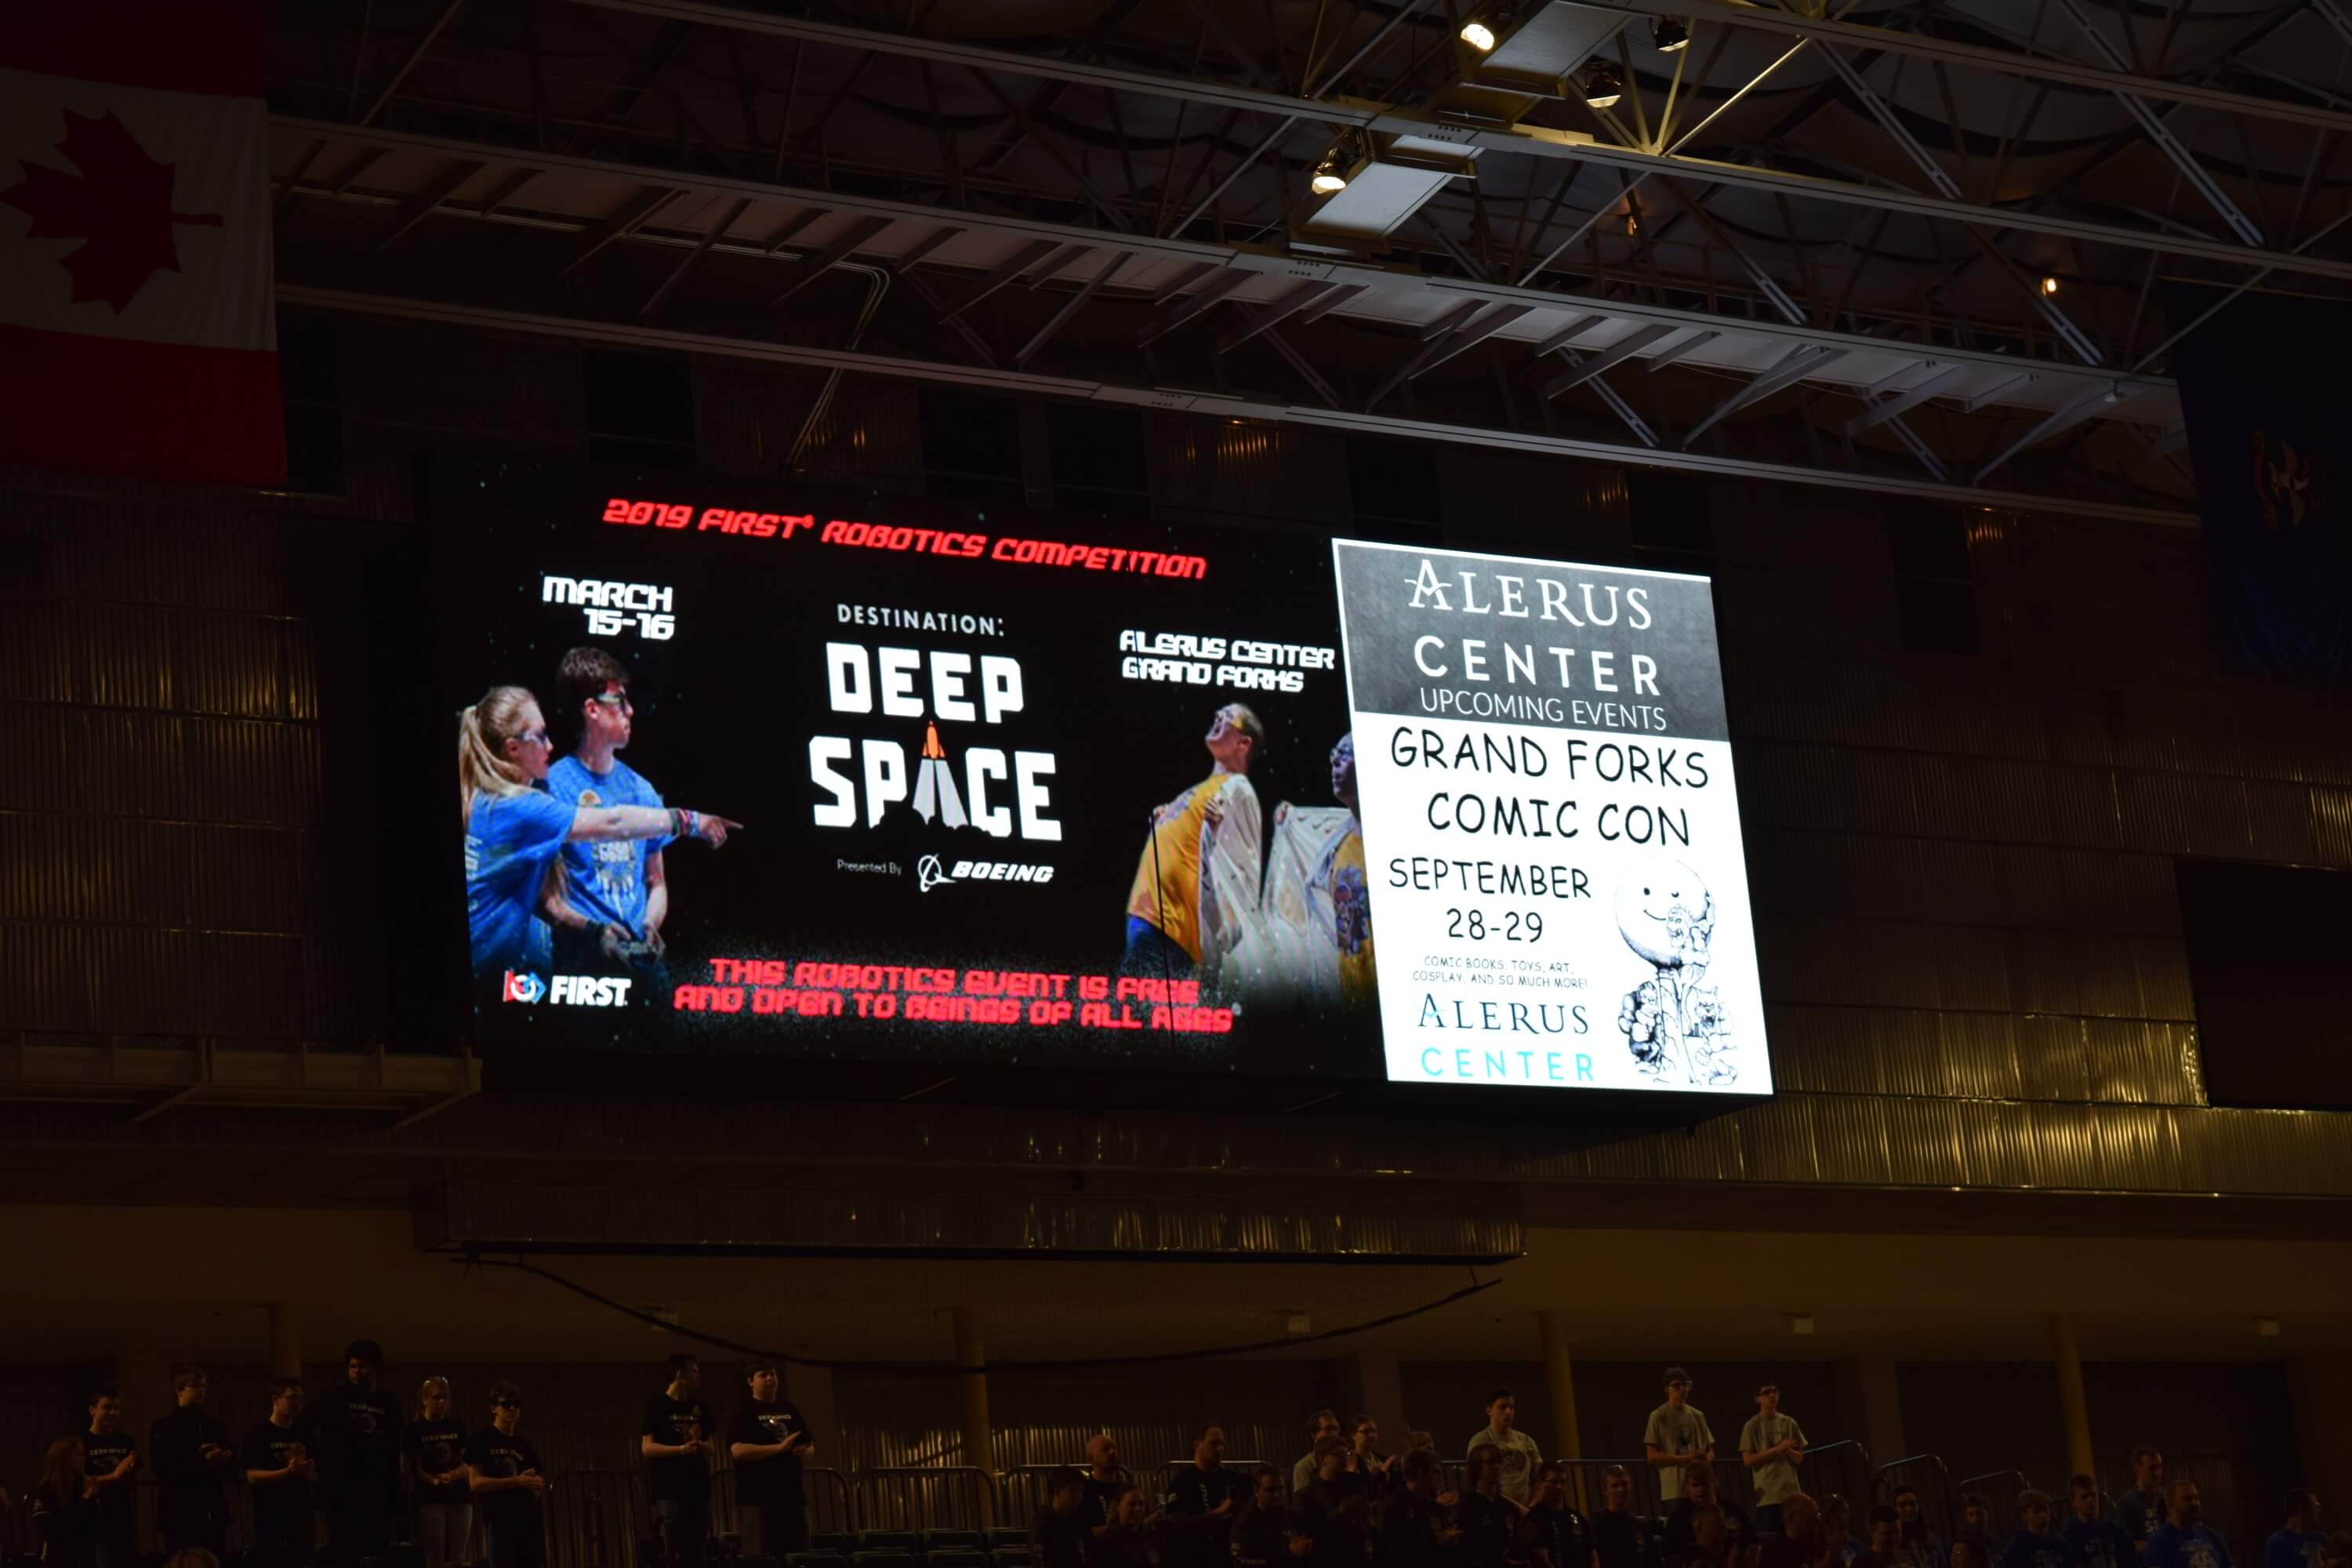 2019 FIRST® ROBOTICS COMPETITION
MARCH
15-16
DESTINATION:
DEEP
SPACE
Presented By BOEING
ALERUS CENTER
GRAND FORKS
FIRST
THIS ROBOTICS EVENT IS FREE
AND OPEN TO BEINGS OF ALL AGES
ALERUS
CENTER
UPCOMING EVENTS
GRAND FORKS
COMIC CON
SEPTEMBER
28-29
COMIC BOOKS, TOYS, ART,
COSPLAY, AND SO MUCH MORE!
ALERUS
CENTER